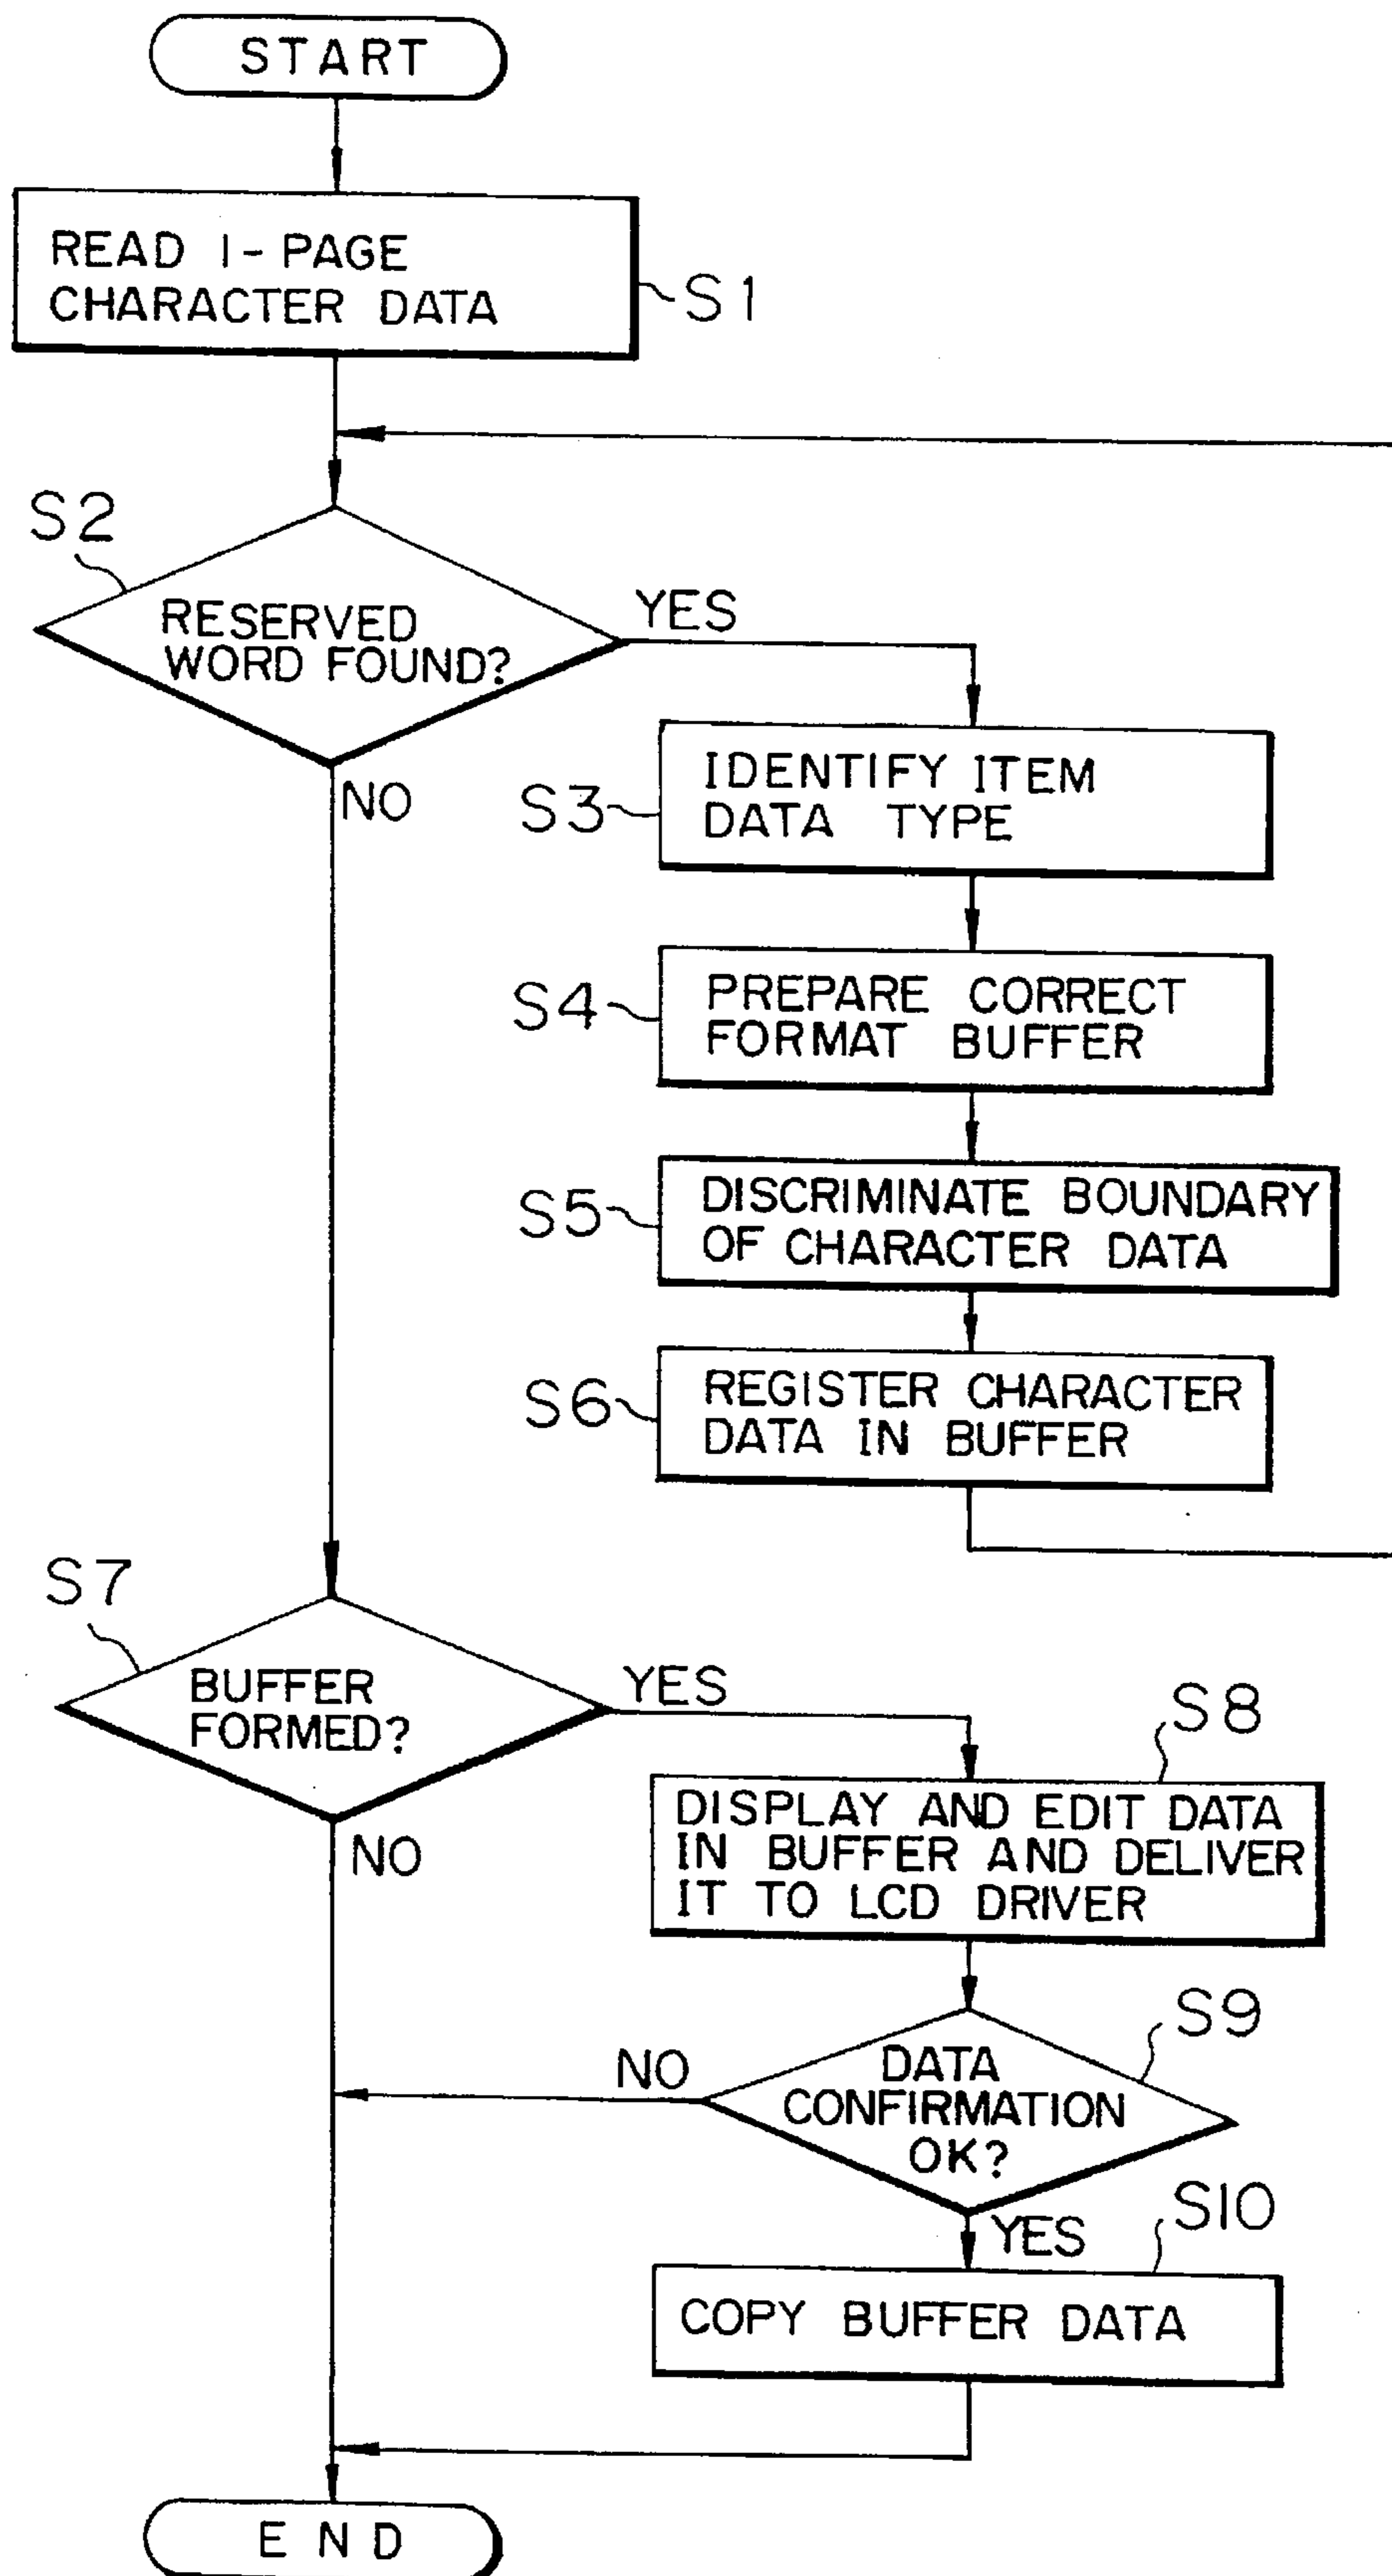 START
READ 1-PAGE
CHARACTER DATA
S1
S2
RESERVED
WORD FOUND?
YES
NO
S3
IDENTIFY ITEM
DATA TYPE
S4
PREPARE CORRECT
FORMAT BUFFER
S5
DISCRIMINATE BOUNDARY
OF CHARACTER DATA
S6
REGISTER CHARACTER
DATA IN BUFFER
S7
BUFFER
FORMED?
YES
NO
S8
DISPLAY AND EDIT DATA
IN BUFFER AND DELIVER
IT TO LCD DRIVER
S9
DATA
CONFIRMATION
OK?
NO
YES
S10
COPY BUFFER DATA
END